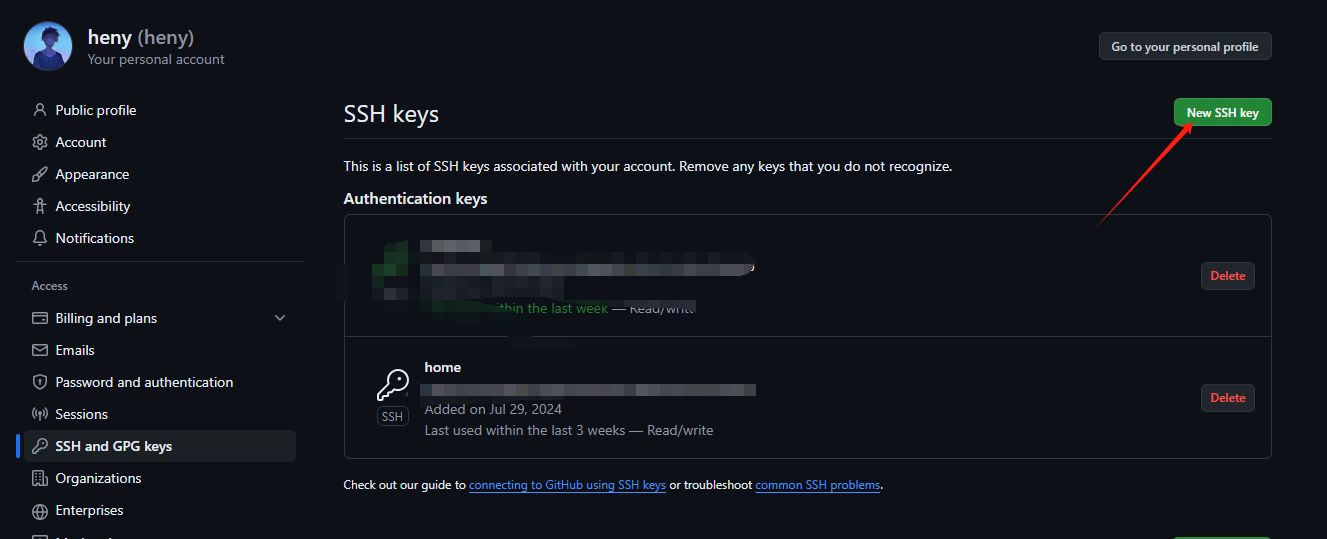 heny (heny)
Your personal account
Go to your personal profile
Public profile
Account
Appearance
Accessibility
Notifications
Access
Billing and plans
Emails
Password and authentication
Sessions
SSH and GPG keys
Organizations
Enterprises
SSH keys
New SSH key
This is a list of SSH keys associated with your account. Remove any keys that you do not recognize.
Authentication keys
within the last week — Read/write
Delete
home
SSH
Added on Jul 29, 2024
Last used within the last 3 weeks — Read/write
Delete
Check out our guide to connecting to GitHub using SSH keys or troubleshoot common SSH problems.